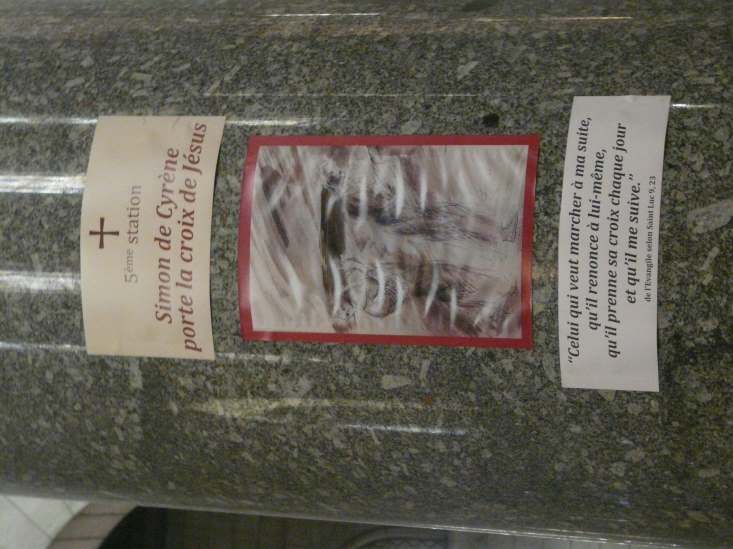 5ème station
Simon de Cyrène
porte la croix de Jésus
"Celui qui veut marcher à ma suite,
qu'il renonce à lui-même,
qu'il prenne sa croix chaque jour
et qu'il me suive."
de l'Evangile selon Saint Luc 9, 23